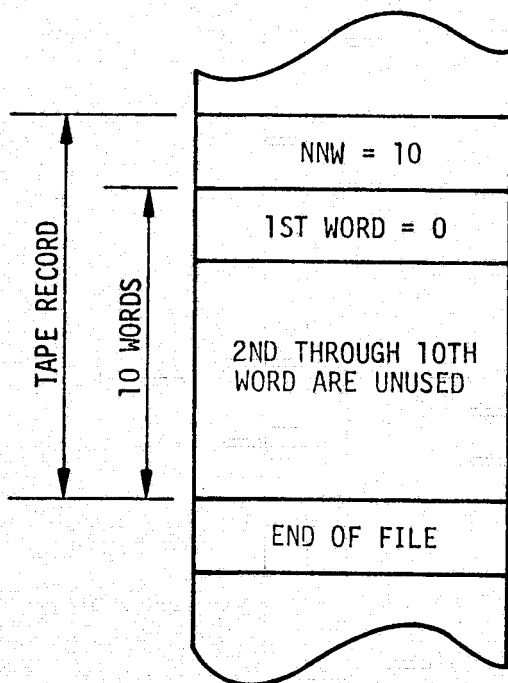 NNW = 10
1ST WORD = 0
TAPE RECORD
10 WORDS
2ND THROUGH 10TH
WORD ARE UNUSED
END OF FILE